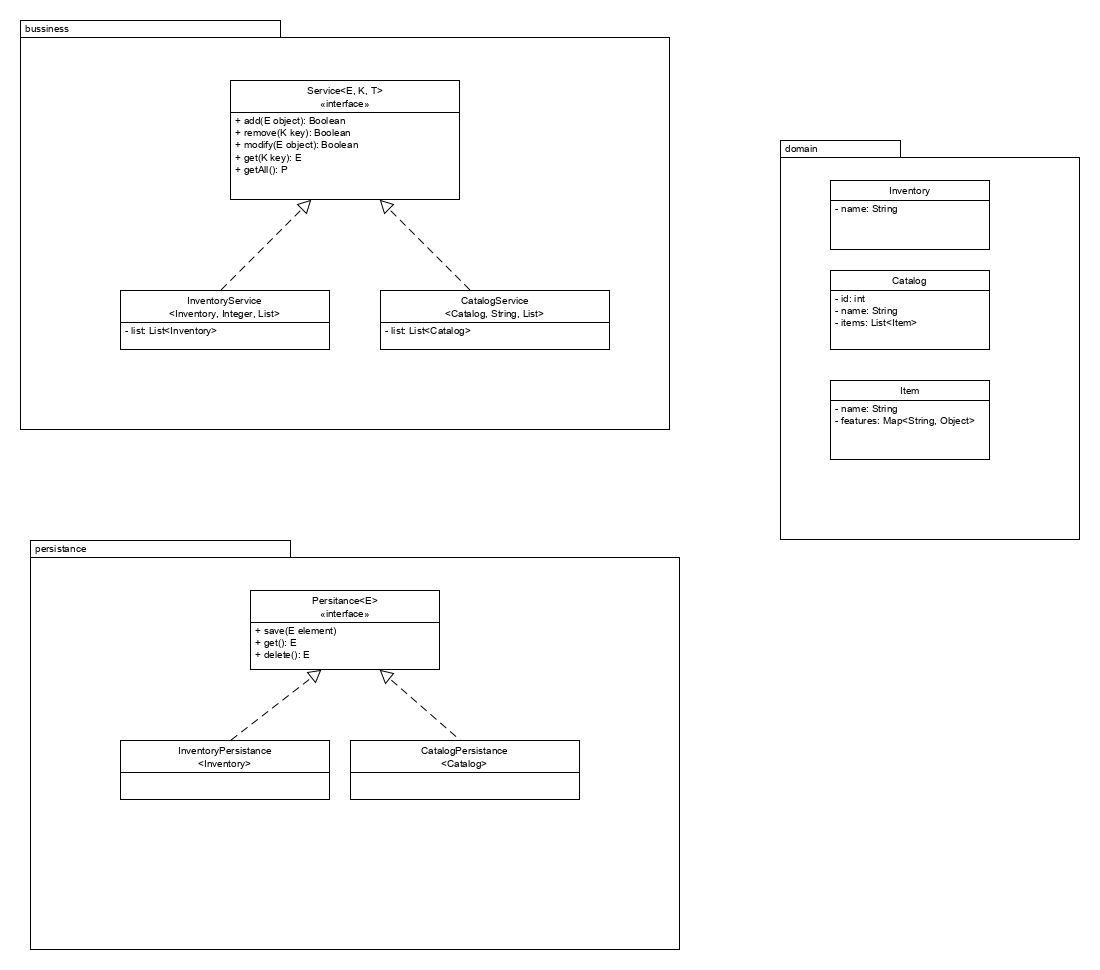 bussiness
Service<E, K, T>
«interface»
+ add(E object): Boolean
+ remove(K key): Boolean
+ modify(E object): Boolean
+ get(K key): E
+ getAll(): P
InventoryService
<Inventory, Integer, List>
- list: List<Inventory>
CatalogService
<Catalog, String, List>
- list: List<Catalog>
domain
Inventory
- name: String
Catalog
- id: int
- name: String
- items: List<Item>
Item
- name: String
- features: Map<String, Object>
persistance
Persitance<E>
«interface»
+ save(E element)
+ get(): E
+ delete(): E
InventoryPersistance
<Inventory>
CatalogPersistance
<Catalog>